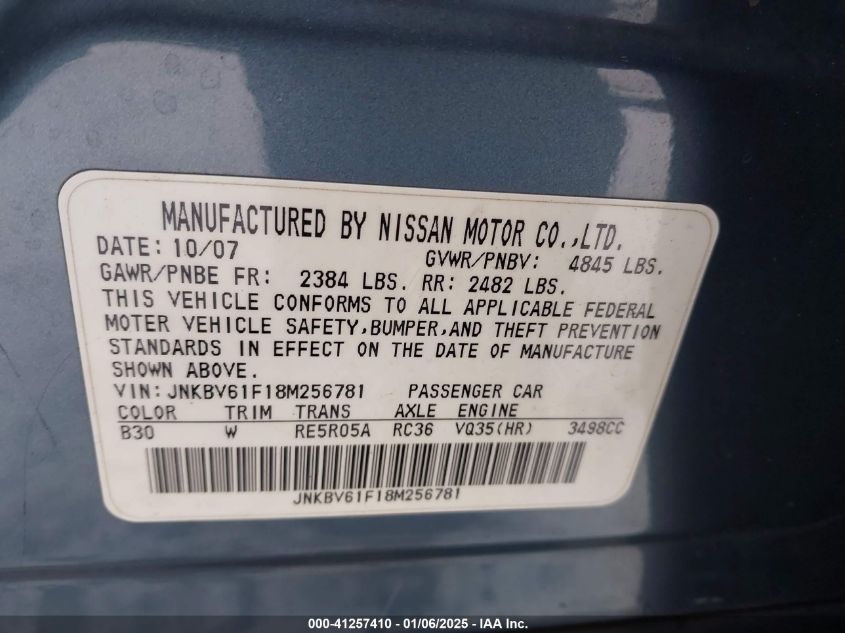 MANUFACTURED BY NISSAN MOTOR CO.,LTD.
DATE: 10/07 GVWR/PNBV: 4845 LBS.
GAWR/PNBE FR: 2384 LBS. RR: 2482 LBS.
THIS VEHICLE CONFORMS TO ALL APPLICABLE FEDERAL
MOTER VEHICLE SAFETY,BUMPER,AND THEFT PREVENTION
STANDARDS IN EFFECT ON THE DATE OF MANUFACTURE
SHOWN ABOVE.
VIN: JNKBV61F18M256781 PASSENGER CAR
COLOR TRIM TRANS AXLE ENGINE
B30 W RE5R05A RC36 VQ35(HR) 3498CC
JNKBV61F18M256781
000-41257410 — 01/06/2025 — IAA Inc.